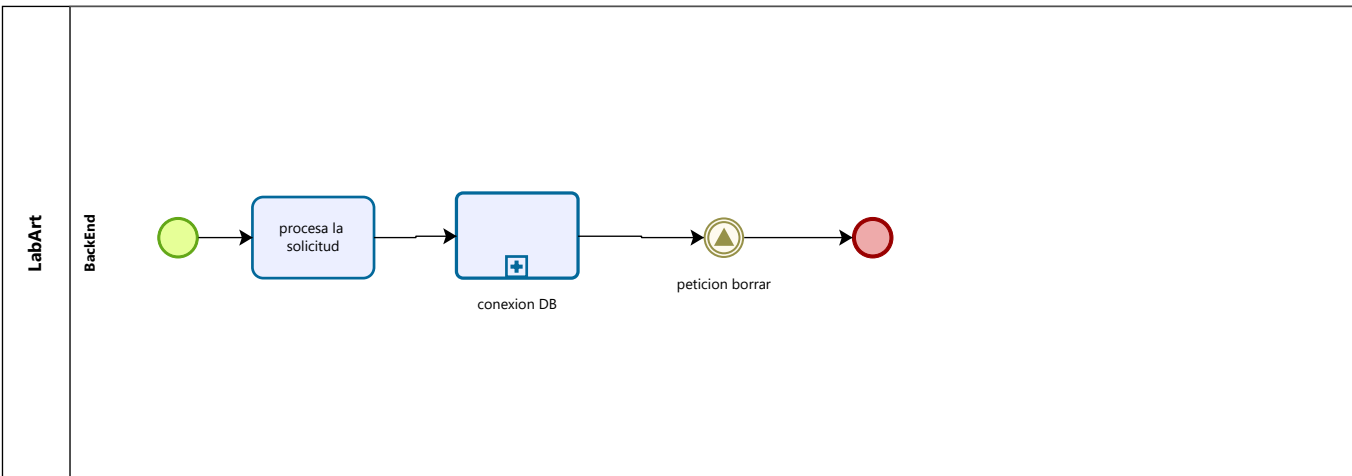 LabArt
BackEnd
procesa la
solicitud
conexion DB
peticion borrar